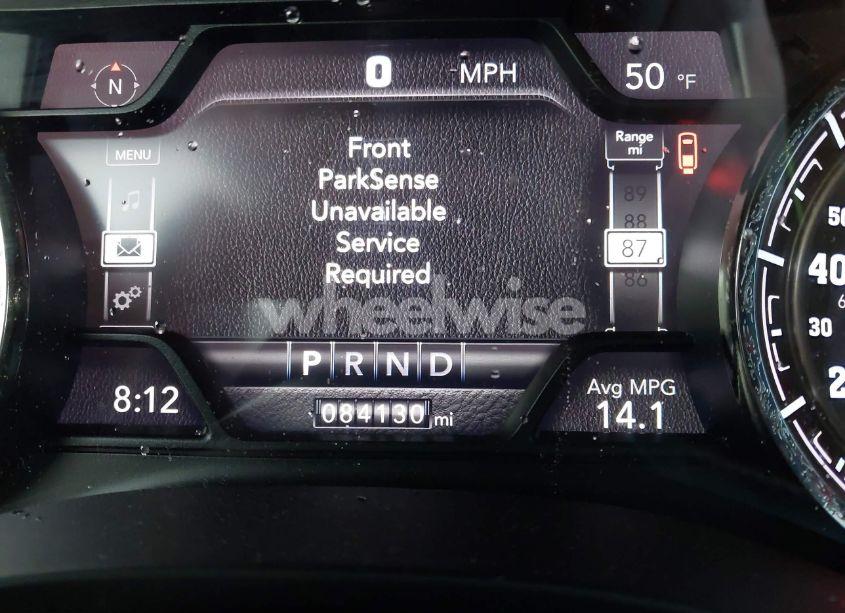 0 MPH
N
50 °F
MENU
Front
ParkSense
Unavailable
Service
Required
Range
mi
89
88
87
86
wheelwise
P R N D
8:12
084130 mi
Avg MPG
14.1
40
30